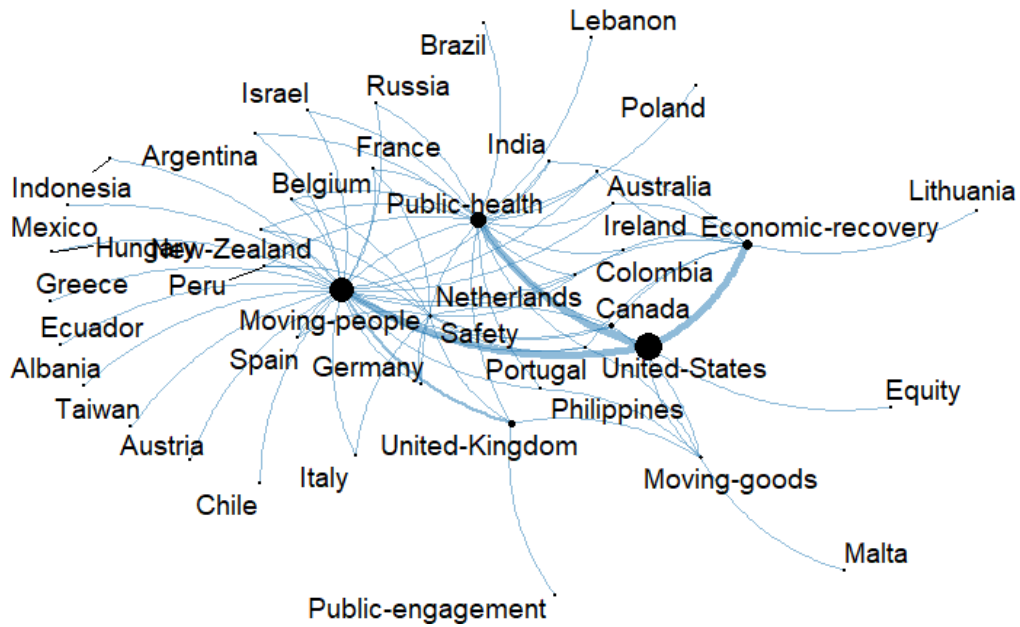 Lebanon
Brazil
Russia
Israel
Poland
India
France
Argentina
Belgium
Indonesia
Australia
Lithuania
Public-health
Mexico
Ireland
Economic-recovery
Hungary
New-Zealand
Colombia
Greece
Peru
Netherlands
Canada
Moving-people
Ecuador
Safety
Albania
Spain
Germany
Portugal
United-States
Equity
Taiwan
Philippines
Austria
United-Kingdom
Italy
Moving-goods
Chile
Malta
Public-engagement